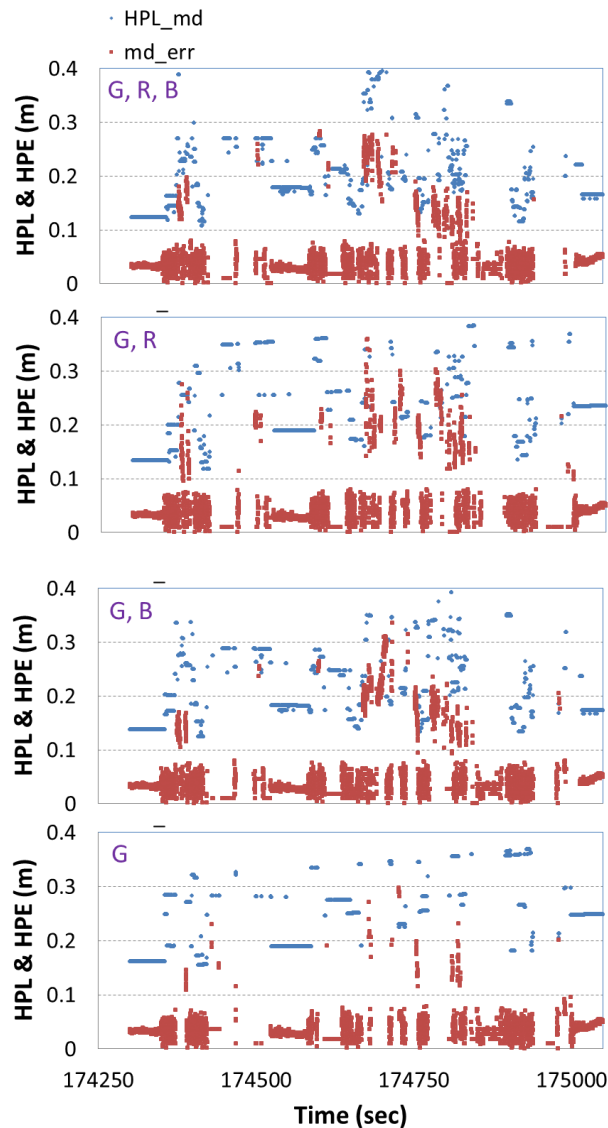 HPL_md
md_err
0.4
G, R, B
0.3
0.2
0.1
0
HPL & HPE (m)
0.4
G, R
0.3
0.2
0.1
0
HPL & HPE (m)
0.4
G, B
0.3
0.2
0.1
0
HPL & HPE (m)
0.4
G
0.3
0.2
0.1
0
HPL & HPE (m)
174250 174500 174750 175000
Time (sec)